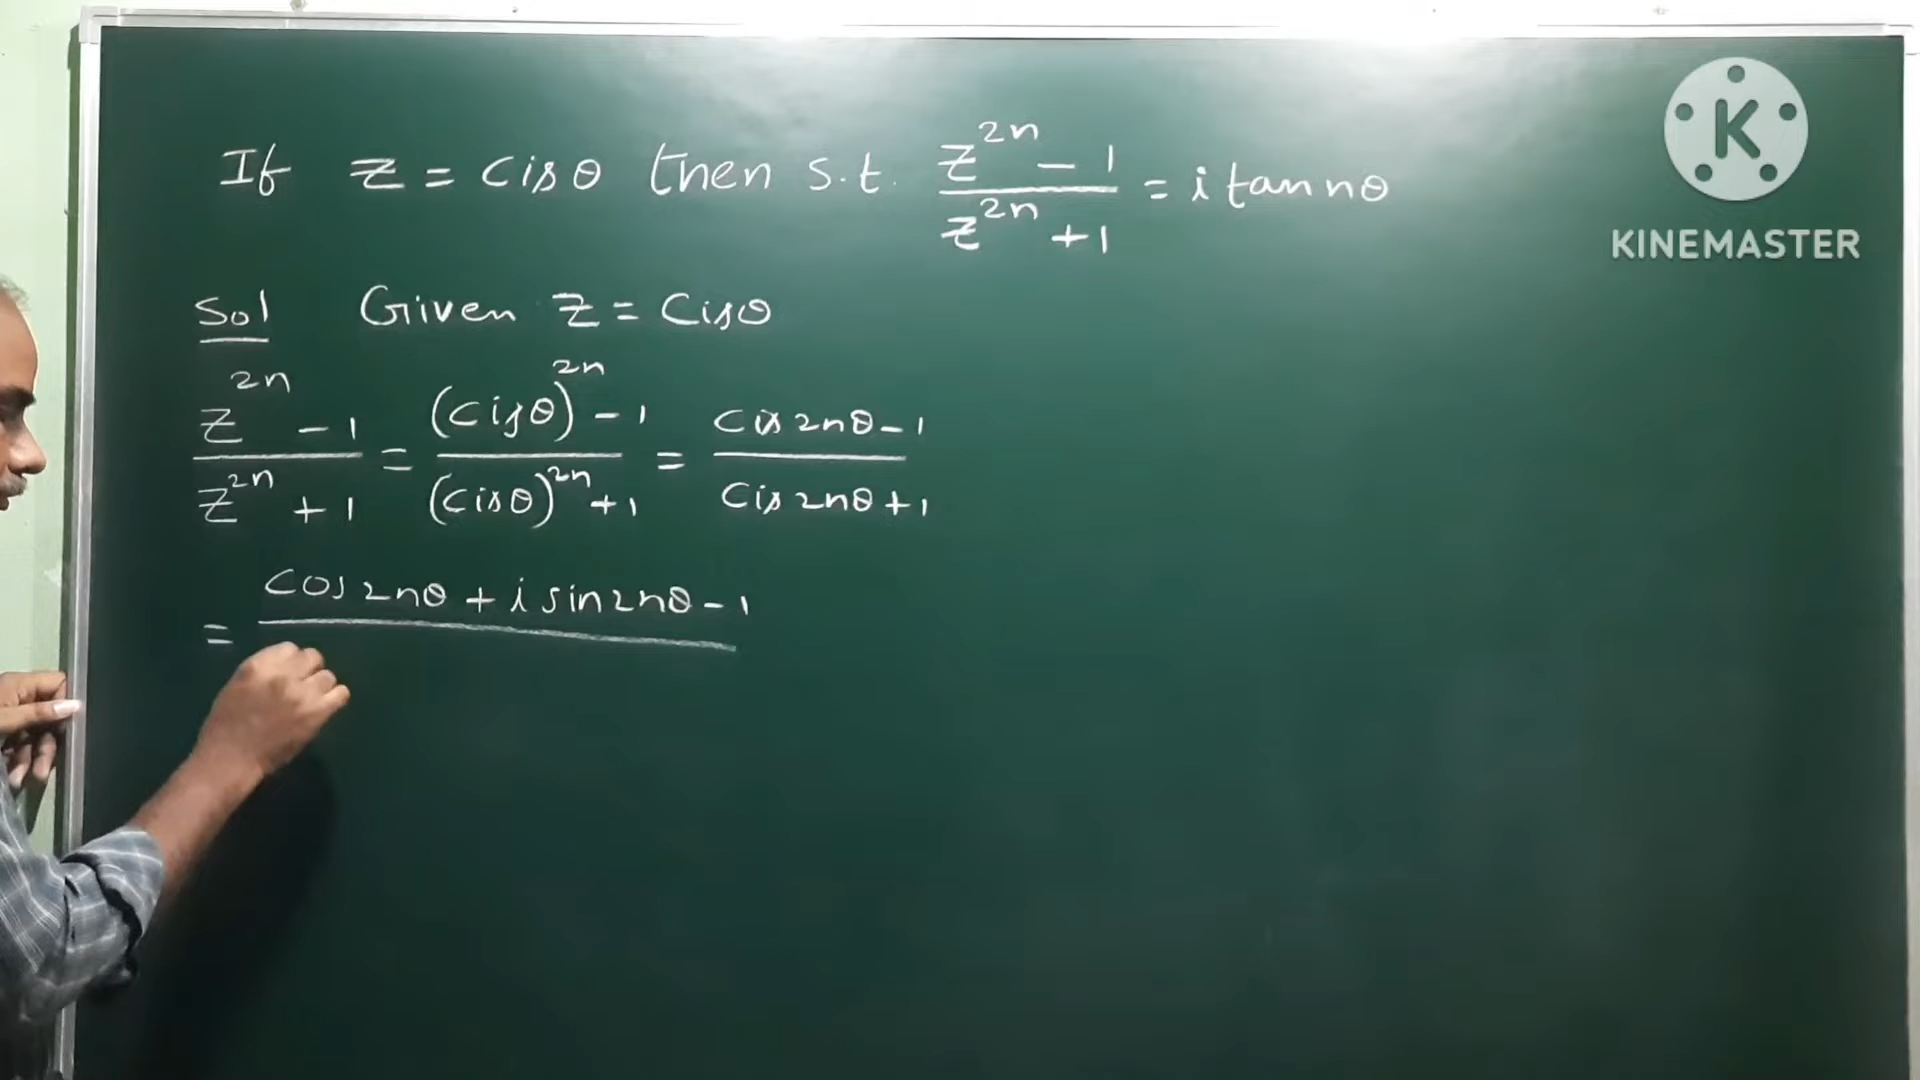 If z = cisθ then s.t. (z^2n - 1)/(z^2n + 1) = i tan nθ
K
KINEMASTER
Sol Given z = Cisθ
(z^2n - 1)/(z^2n + 1) = ((cisθ)^2n - 1)/((cisθ)^2n + 1) = (cis 2nθ - 1)/(cis 2nθ + 1)
= cos 2nθ + i sin 2nθ - 1